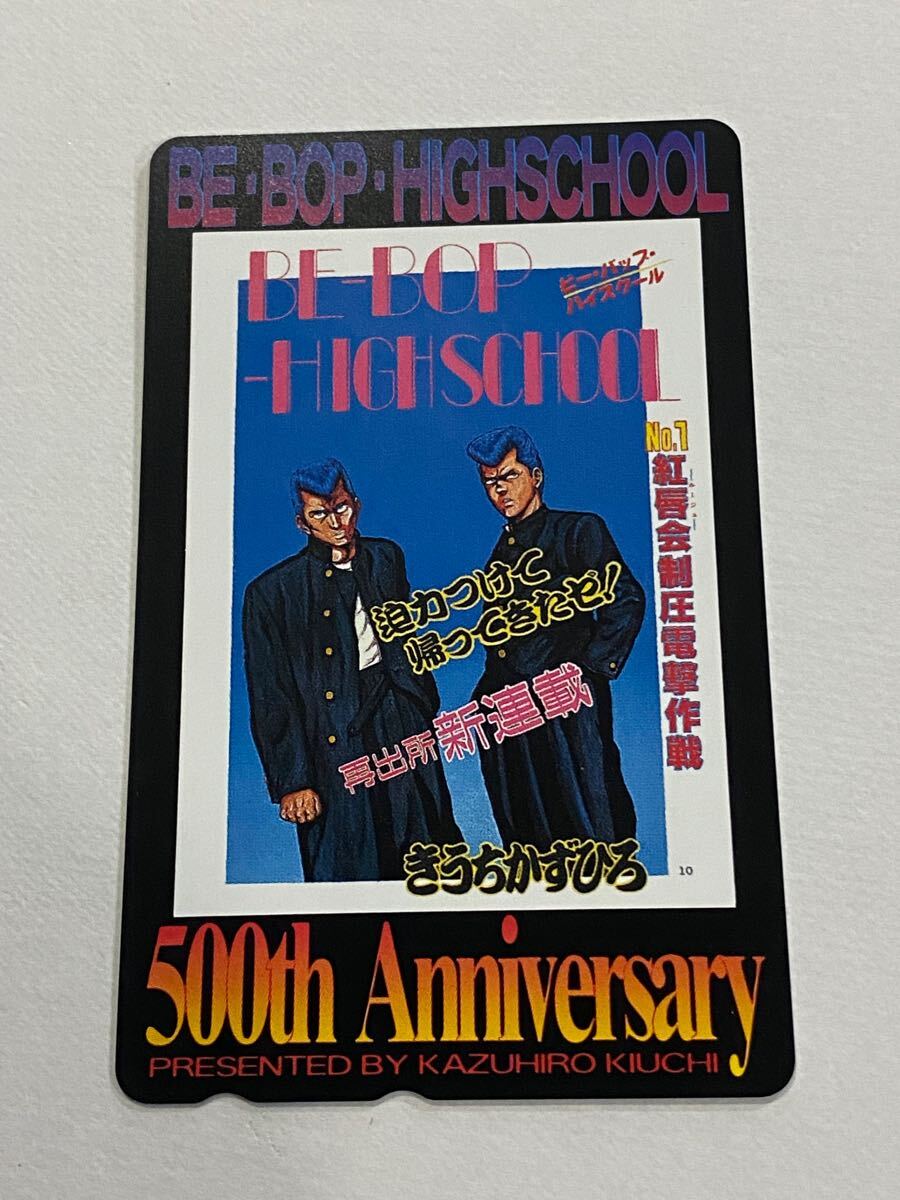 BE・BOP・HIGHSCHOOL
BE-BOP
-HIGHSCHOOL
ビー・バップ・
ハイスクール
No.1
紅唇会制圧電撃作戦
迫力つけて
帰ってきたゼ!
再出所新連載
きうちかずひろ
10
500th Anniversary
PRESENTED BY KAZUHIRO KIUCHI